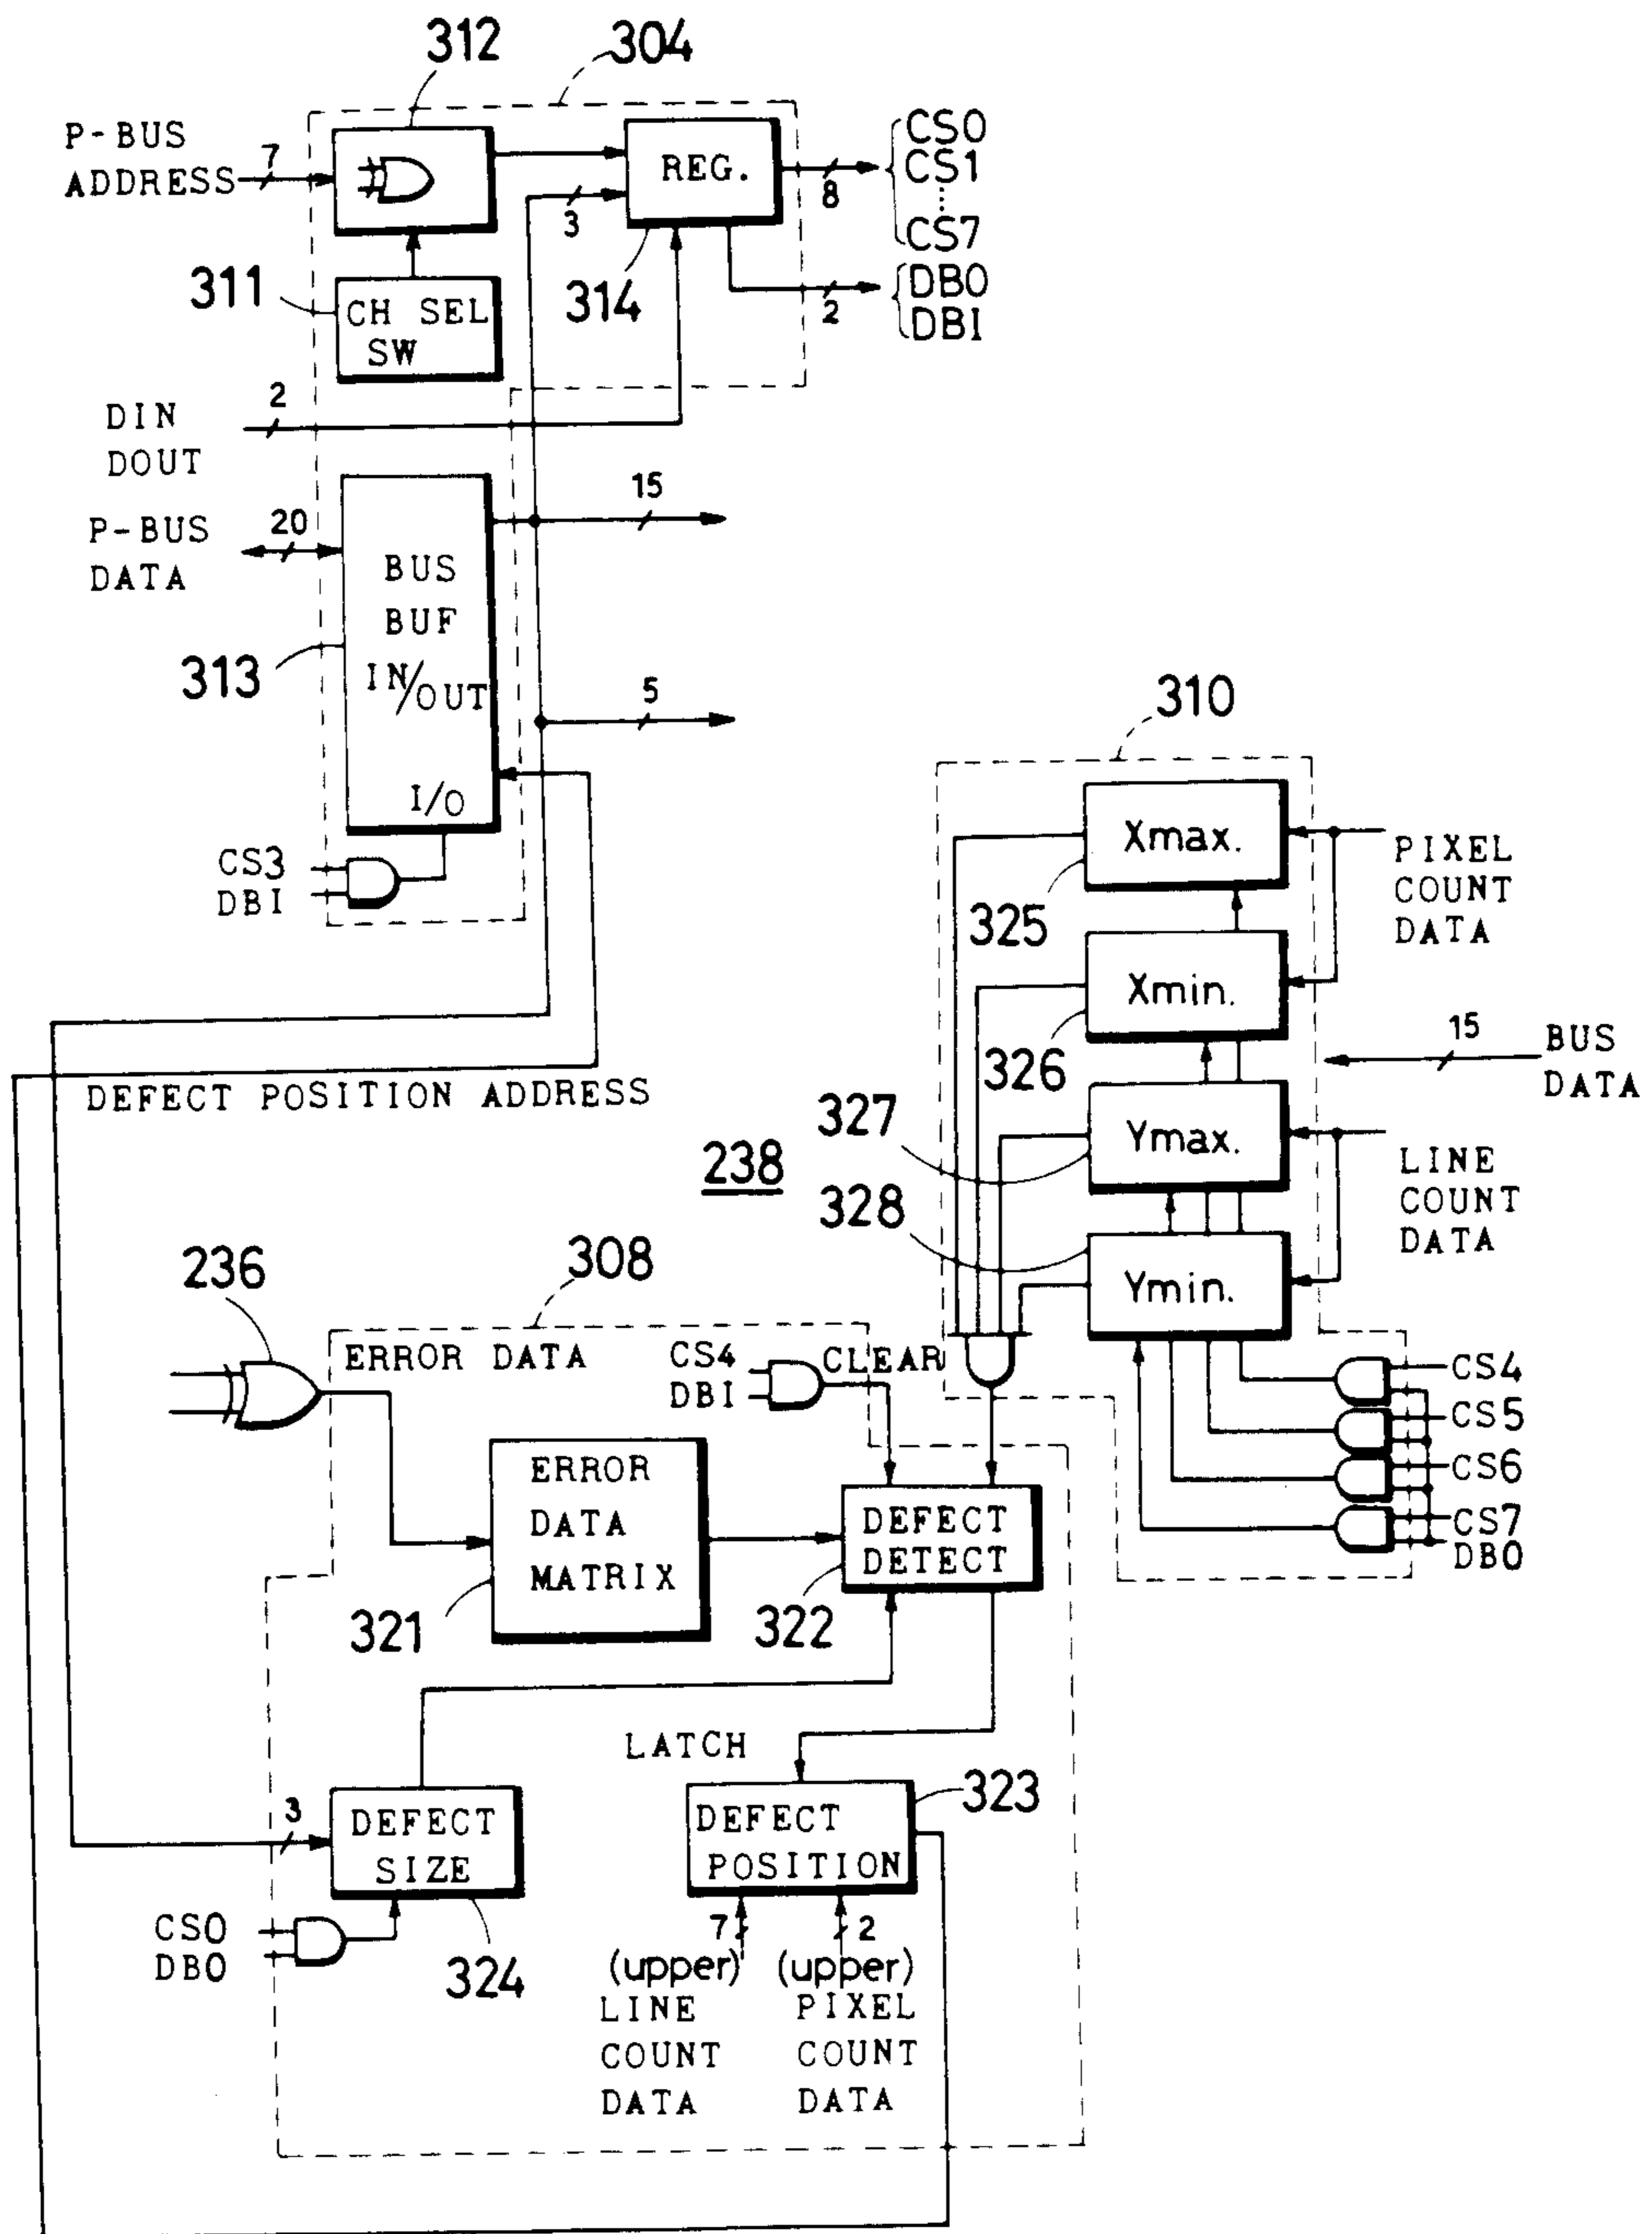 312
304
P-BUS
ADDRESS
7
REG.
3
8
CS0
CS1
CS7
311
CH SEL
SW
314
2
DB0
DBI
DIN
DOUT
2
15
P-BUS
DATA
20
BUS
BUF
IN/OUT
I/O
313
5
CS3
DBI
310
Xmax.
325
PIXEL
COUNT
DATA
Xmin.
326
15
BUS
DATA
DEFECT POSITION ADDRESS
327
238
Ymax.
LINE
COUNT
DATA
328
Ymin.
236
308
ERROR DATA
CS4
DBI
CLEAR
CS4
CS5
CS6
CS7
DB0
ERROR
DATA
MATRIX
321
DEFECT
DETECT
322
LATCH
323
3
DEFECT
SIZE
324
DEFECT
POSITION
CS0
DB0
7
2
(upper)
LINE
COUNT
DATA
(upper)
PIXEL
COUNT
DATA